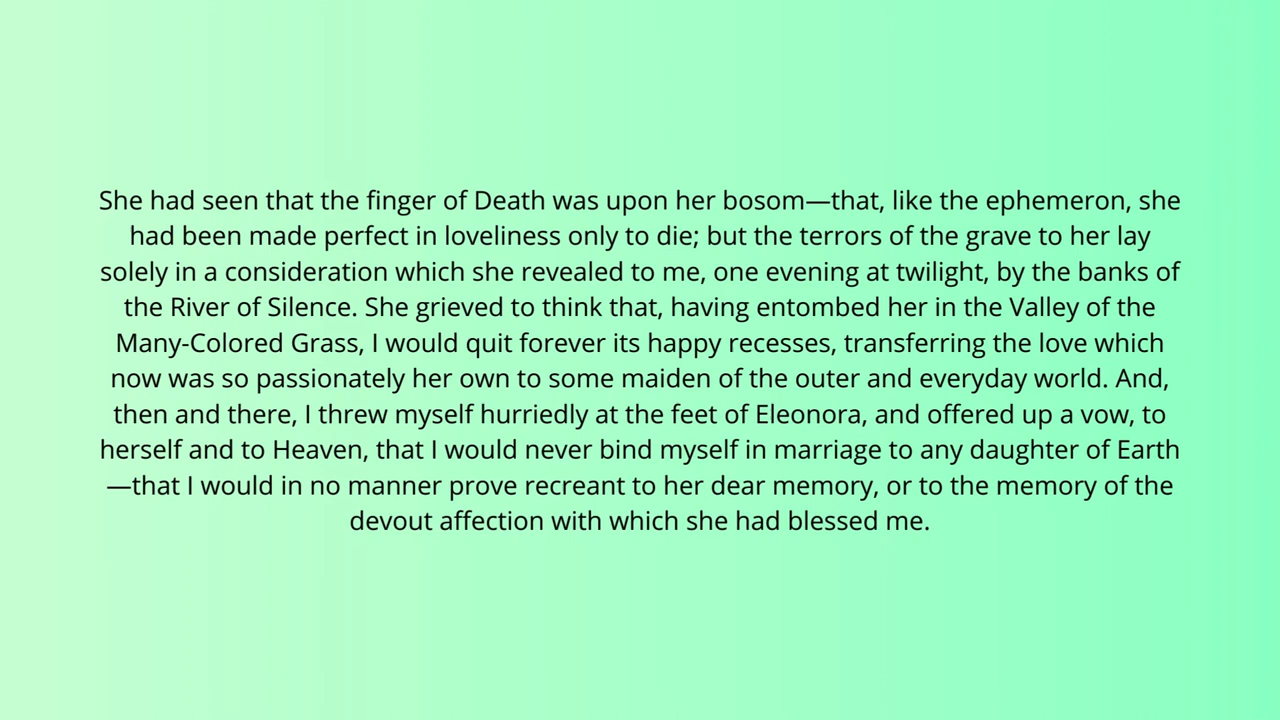 She had seen that the finger of Death was upon her bosom—that, like the ephemeron, she
had been made perfect in loveliness only to die; but the terrors of the grave to her lay
solely in a consideration which she revealed to me, one evening at twilight, by the banks of
the River of Silence. She grieved to think that, having entombed her in the Valley of the
Many-Colored Grass, I would quit forever its happy recesses, transferring the love which
now was so passionately her own to some maiden of the outer and everyday world. And,
then and there, I threw myself hurriedly at the feet of Eleonora, and offered up a vow, to
herself and to Heaven, that I would never bind myself in marriage to any daughter of Earth
—that I would in no manner prove recreant to her dear memory, or to the memory of the
devout affection with which she had blessed me.